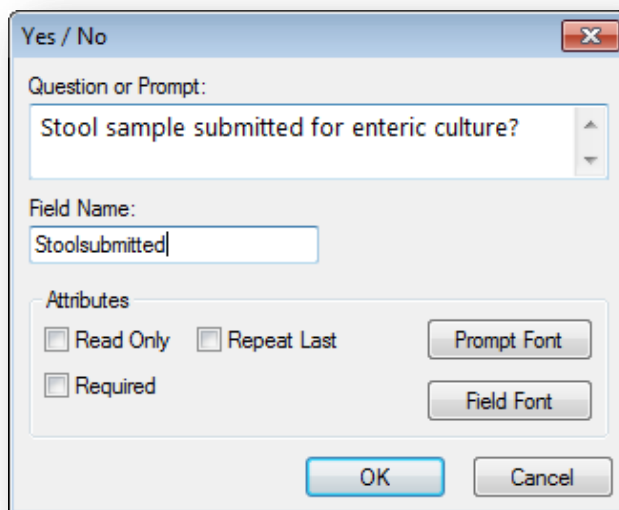 Yes / No
Question or Prompt:
Stool sample submitted for enteric culture?
Field Name:
Stoolsubmitted
Attributes
Read Only Repeat Last Prompt Font
Required
Field Font
OK Cancel